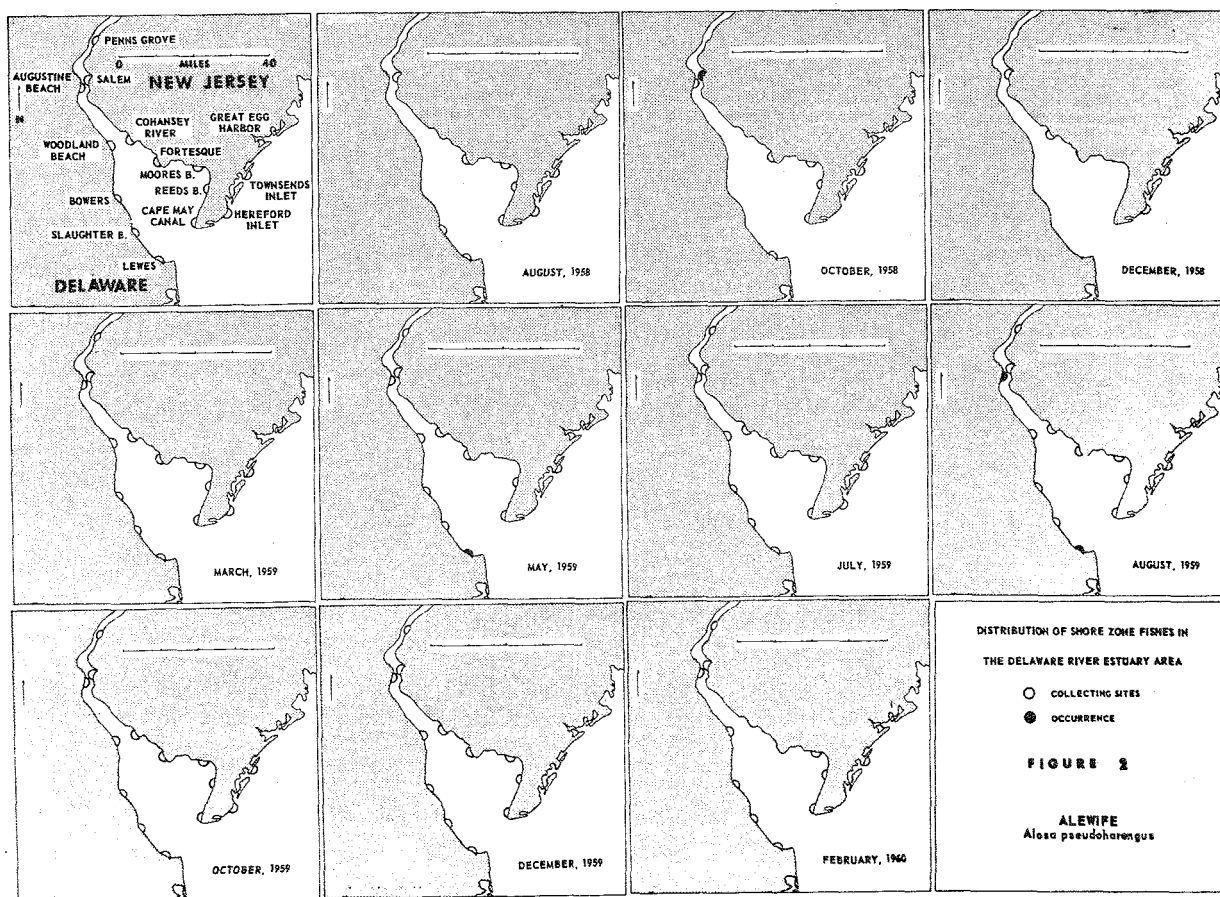 PENNS GROVE
0 MILES 40
AUGUSTINE
BEACH
SALEM
NEW JERSEY
N
COHANSEY
RIVER
GREAT EGG
HARBOR
WOODLAND
BEACH
FORTESQUE
MOORES B.
REEDS B.
TOWNSENDS
INLET
BOWERS
CAPE MAY
CANAL
HEREFORD
INLET
SLAUGHTER B.
LEWES
DELAWARE
AUGUST, 1958
OCTOBER, 1958
DECEMBER, 1958
MARCH, 1959
MAY, 1959
JULY, 1959
AUGUST, 1959
OCTOBER, 1959
DECEMBER, 1959
FEBRUARY, 1960
DISTRIBUTION OF SHORE ZONE FISHES IN
THE DELAWARE RIVER ESTUARY AREA
COLLECTING SITES
OCCURRENCE
FIGURE 2
ALEWIFE
Alosa pseudoharengus